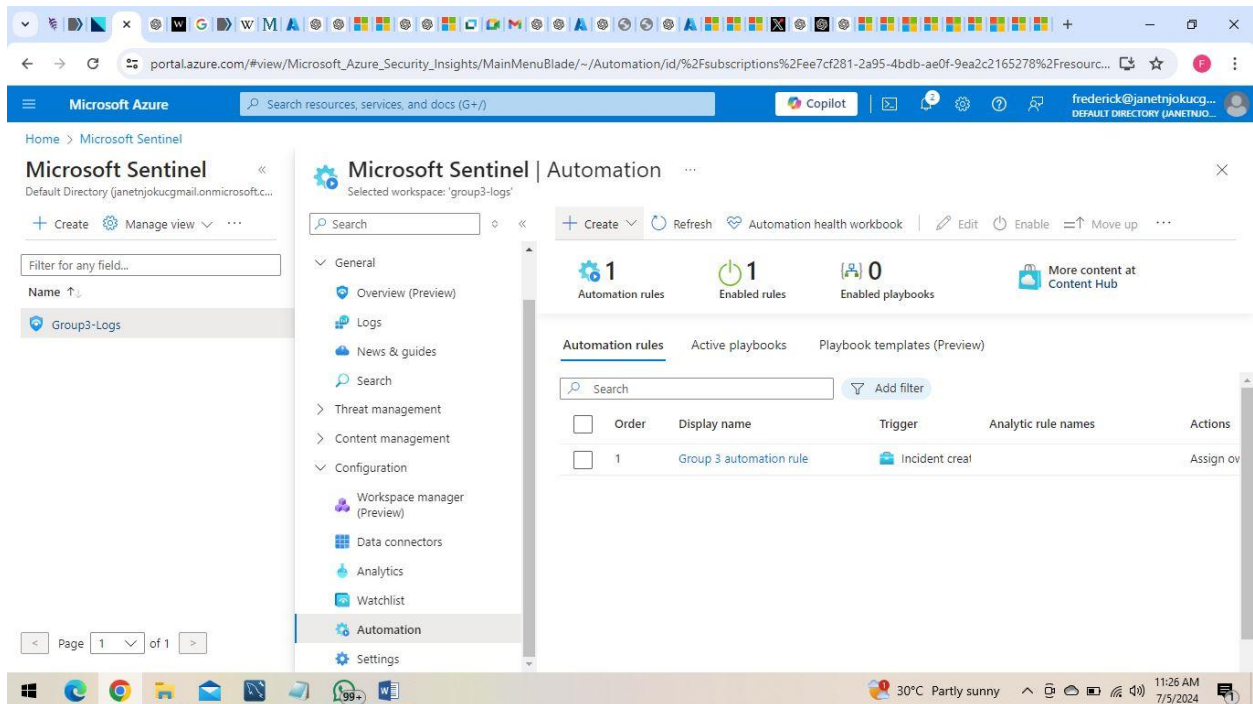 portal.azure.com/#view/Microsoft_Azure_Security_Insights/MainMenuBlade/~/Automation/id/%2Fsubscriptions%2Fee7cf281-2a95-4bdb-ae0f-9ea2c2165278%2Fresourc...
F
Microsoft Azure
Search resources, services, and docs (G+/)
Copilot
2
frederick@janetnjokucg...
DEFAULT DIRECTORY (JANETNJO...
Home > Microsoft Sentinel
Microsoft Sentinel
Default Directory (janetnjokucgmail.onmicrosoft.c...
+ Create Manage view ...
Filter for any field...
Name ↑↓
Group3-Logs
< Page 1 of 1 >
Microsoft Sentinel | Automation ...
Selected workspace: 'group3-logs'
Search
General
Overview (Preview)
Logs
News & guides
Search
Threat management
Content management
Configuration
Workspace manager
(Preview)
Data connectors
Analytics
Watchlist
Automation
Settings
+ Create Refresh Automation health workbook Edit Enable Move up ...
1
Automation rules
1
Enabled rules
0
Enabled playbooks
More content at
Content Hub
Automation rules Active playbooks Playbook templates (Preview)
Search
Add filter
Order Display name Trigger Analytic rule names Actions
1 Group 3 automation rule Incident creat Assign ov
99+
30°C Partly sunny
11:26 AM
7/5/2024
1